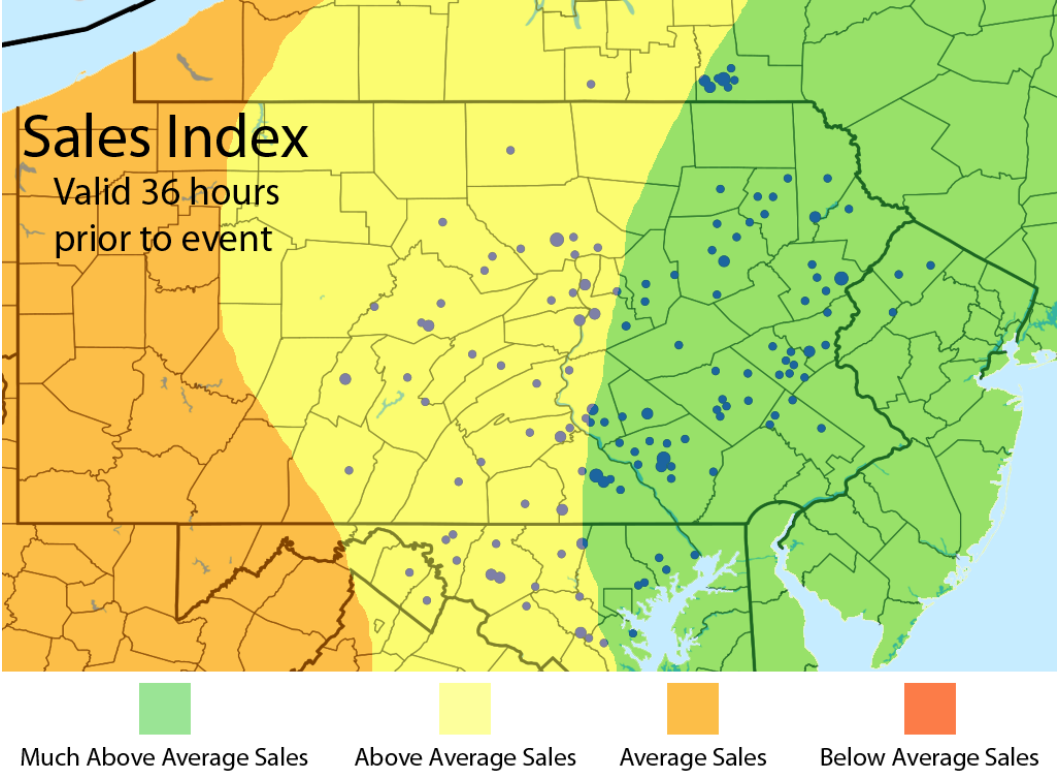 Sales Index
Valid 36 hours
prior to event
Much Above Average Sales
Above Average Sales
Average Sales
Below Average Sales